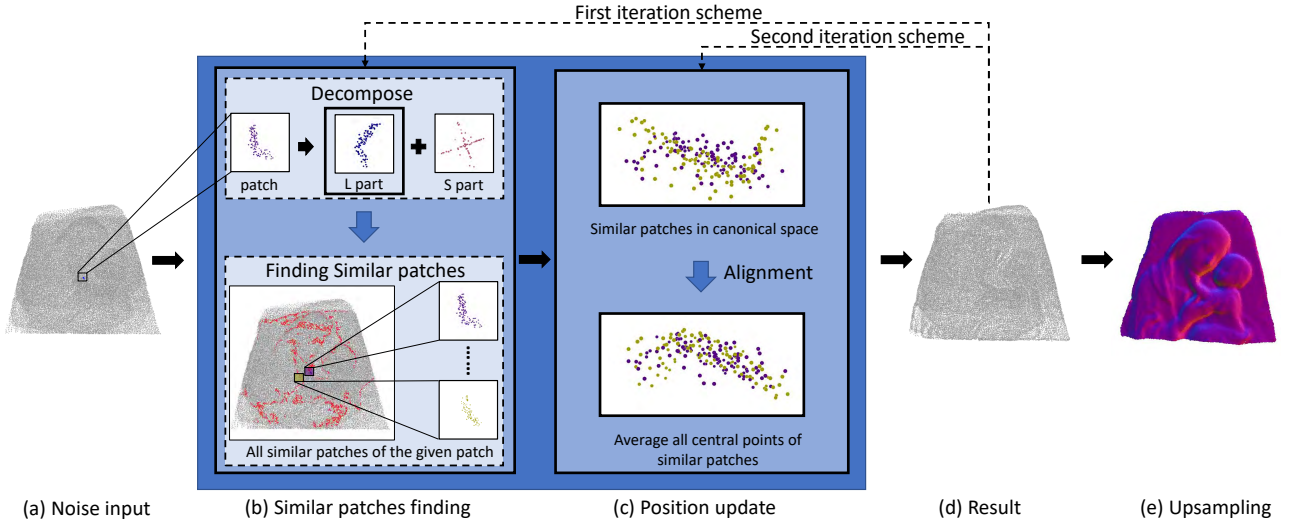 First iteration scheme
Second iteration scheme
Decompose
patch
L part
S part
Finding Similar patches
All similar patches of the given patch
Similar patches in canonical space
Alignment
Average all central points of
similar patches
(a) Noise input
(b) Similar patches finding
(c) Position update
(d) Result
(e) Upsampling